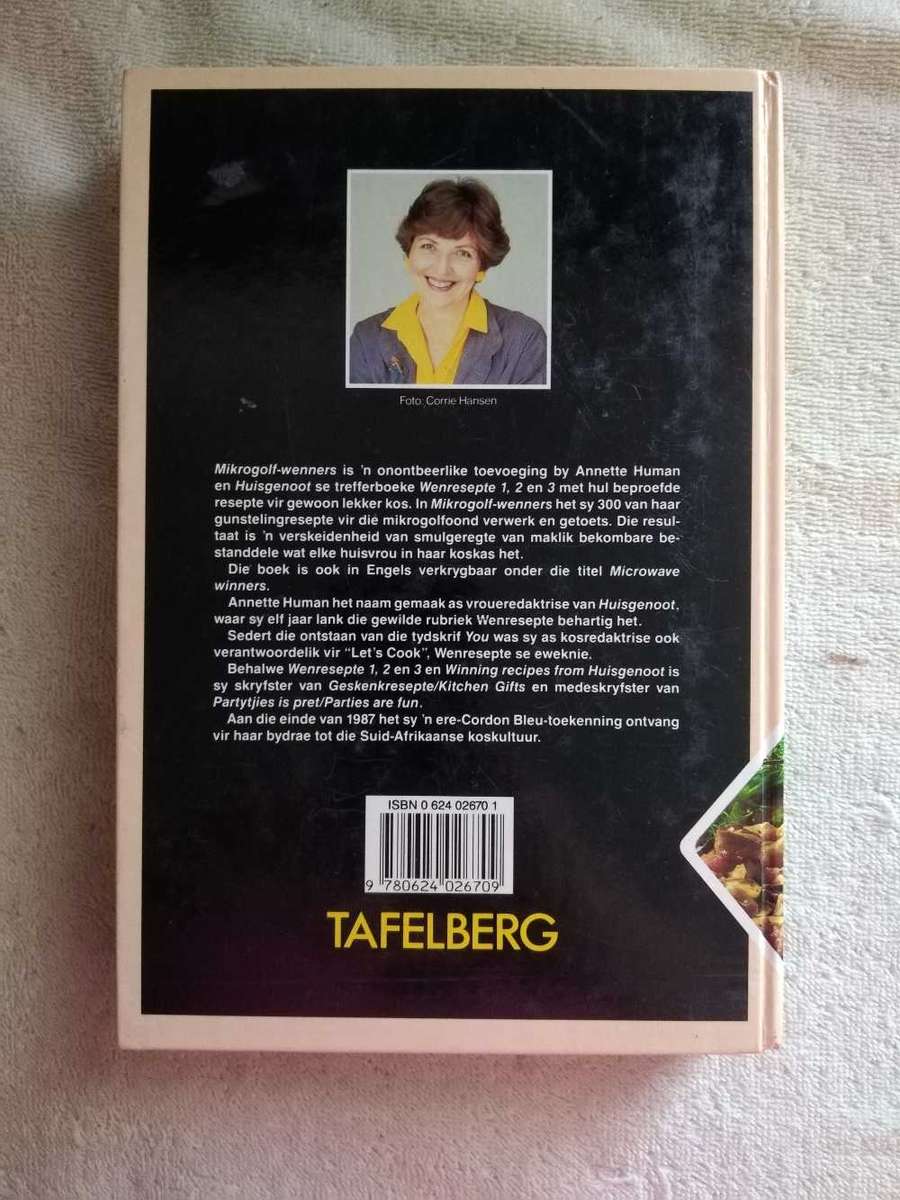 Foto: Corrie Hansen
Mikrogolf-wenners is 'n onontbeerlike toevoeging by Annette Human
en Huisgenoot se trefferboeke Wenresepte 1, 2 en 3 met hul beproefde
resepte vir gewoon lekker kos. In Mikrogolf-wenners het sy 300 van haar
gunstelingresepte vir die mikrogolfoond verwerk en getoets. Die resul-
taat is 'n verskeidenheid van smulgeregte van maklik bekombare be-
standdele wat elke huisvrou in haar koskas het.
Die boek is ook in Engels verkrygbaar onder die titel Microwave
winners.
Annette Human het naam gemaak as vroueredaktrise van Huisgenoot,
waar sy elf jaar lank die gewilde rubriek Wenresepte behartig het.
Sedert die ontstaan van die tydskrif You was sy as kosredaktrise ook
verantwoordelik vir "Let's Cook", Wenresepte se eweknie.
Behalwe Wenresepte 1, 2 en 3 en Winning recipes from Huisgenoot is
sy skryfster van Geskenkresepte/Kitchen Gifts en medeskryfster van
Partytjies is pret/Parties are fun.
Aan die einde van 1987 het sy 'n ere-Cordon Bleu-toekenning ontvang
vir haar bydrae tot die Suid-Afrikaanse koskultuur.
ISBN 0 624 02670 1
9 780624 026709
TAFELBERG